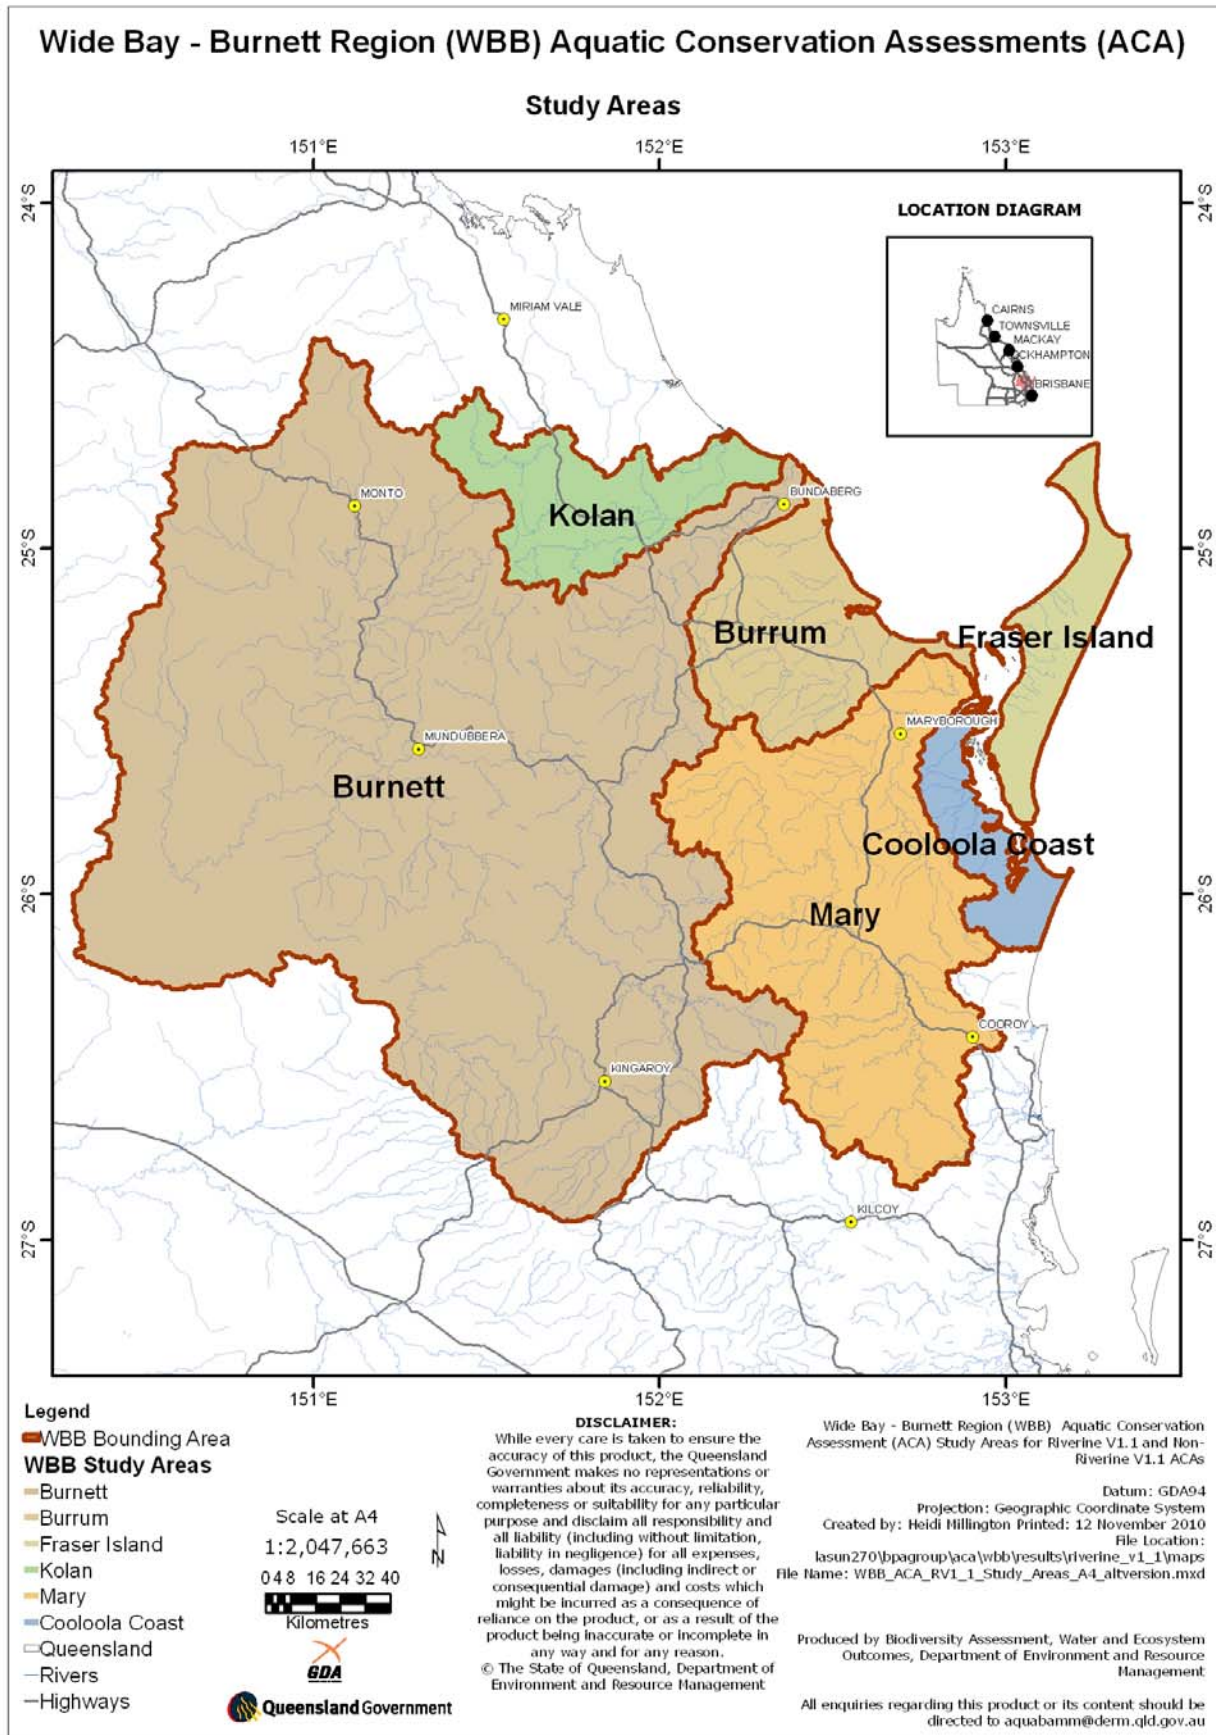 Wide Bay - Burnett Region (WBB) Aquatic Conservation Assessments (ACA)
Study Areas
151°E
152°E
153°E
24°S
24°S
LOCATION DIAGRAM
CAIRNS
TOWNSVILLE
MACKAY
OCKHAMPTON
BRISBANE
MIRIAM VALE
MONTO
BUNDABERG
Kolan
25°S
25°S
Burrum
Fraser Island
MARYBOROUGH
MUNDUBBERA
Burnett
Cooloola Coast
26°S
26°S
Mary
COOROY
KINGAROY
KILCOY
27°S
27°S
151°E
152°E
153°E
Legend
WBB Bounding Area
WBB Study Areas
Burnett
Burrum
Fraser Island
Kolan
Mary
Cooloola Coast
Queensland
Rivers
Highways
Scale at A4
1:2,047,663
0 4 8 16 24 32 40
Kilometres
N
GDA
Queensland Government
DISCLAIMER:
While every care is taken to ensure the
accuracy of this product, the Queensland
Government makes no representations or
warranties about its accuracy, reliability,
completeness or suitability for any particular
purpose and disclaim all responsibility and
all liability (including without limitation,
liability in negligence) for all expenses,
losses, damages (including indirect or
consequential damage) and costs which
might be incurred as a consequence of
reliance on the product, or as a result of the
product being inaccurate or incomplete in
any way and for any reason.
© The State of Queensland, Department of
Environment and Resource Management
Wide Bay - Burnett Region (WBB) Aquatic Conservation
Assessment (ACA) Study Areas for Riverine V1.1 and Non-
Riverine V1.1 ACAs
Datum: GDA94
Projection: Geographic Coordinate System
Created by: Heidi Millington Printed: 12 November 2010
File Location:
lasun270\bpagroup\aca\wbb\results\riverine_v1_1\maps
File Name: WBB_ACA_RV1_1_Study_Areas_A4_altversion.mxd
Produced by Biodiversity Assessment, Water and Ecosystem
Outcomes, Department of Environment and Resource
Management
All enquiries regarding this product or its content should be
directed to aquabamm@derm.qld.gov.au